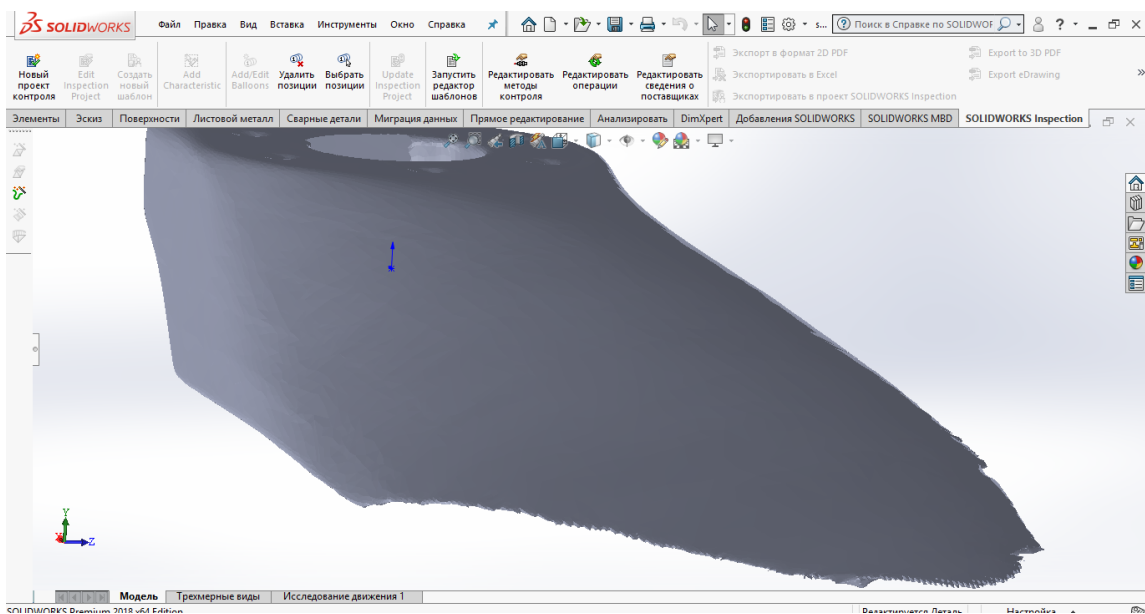 SOLIDWORKS Файл Правка Вид Вставка Инструменты Окно Справка s... Поиск в Справке по SOLIDWOF
Новый проект контроля
Edit Inspection Project
Создать новый шаблон
Add Characteristic
Add/Edit Balloons
Удалить позиции
Выбрать позиции
Update Inspection Project
Запустить редактор шаблонов
Редактировать методы контроля
Редактировать операции
Редактировать сведения о поставщиках
Экспорт в формат 2D PDF
Экспортировать в Excel
Экспортировать в проект SOLIDWORKS Inspection
Export to 3D PDF
Export eDrawing
Элементы Эскиз Поверхности Листовой металл Сварные детали Миграция данных Прямое редактирование Анализировать DimXpert Добавления SOLIDWORKS SOLIDWORKS MBD SOLIDWORKS Inspection
Y
Z
Модель Трехмерные виды Исследование движения 1
SOLIDWORKS Premium 2018 x64 Edition Редактируется Деталь Настройка